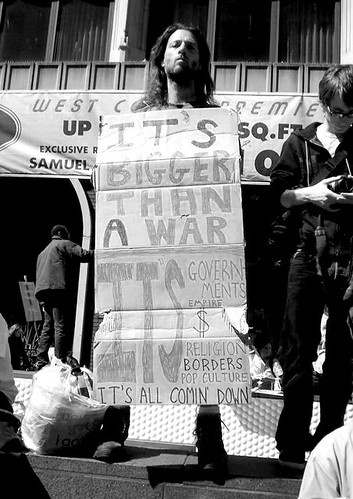 WEST
PREMIE
UP
SQ.FT
EXCLUSIVE
SAMUEL
IT'S
BIGGER
THAN
A WAR
"IT'S
GOVERN-
MENTS
EMPIRE
$
RELIGION
BORDERS
POP CULTURE
IT'S ALL COMIN' DOWN